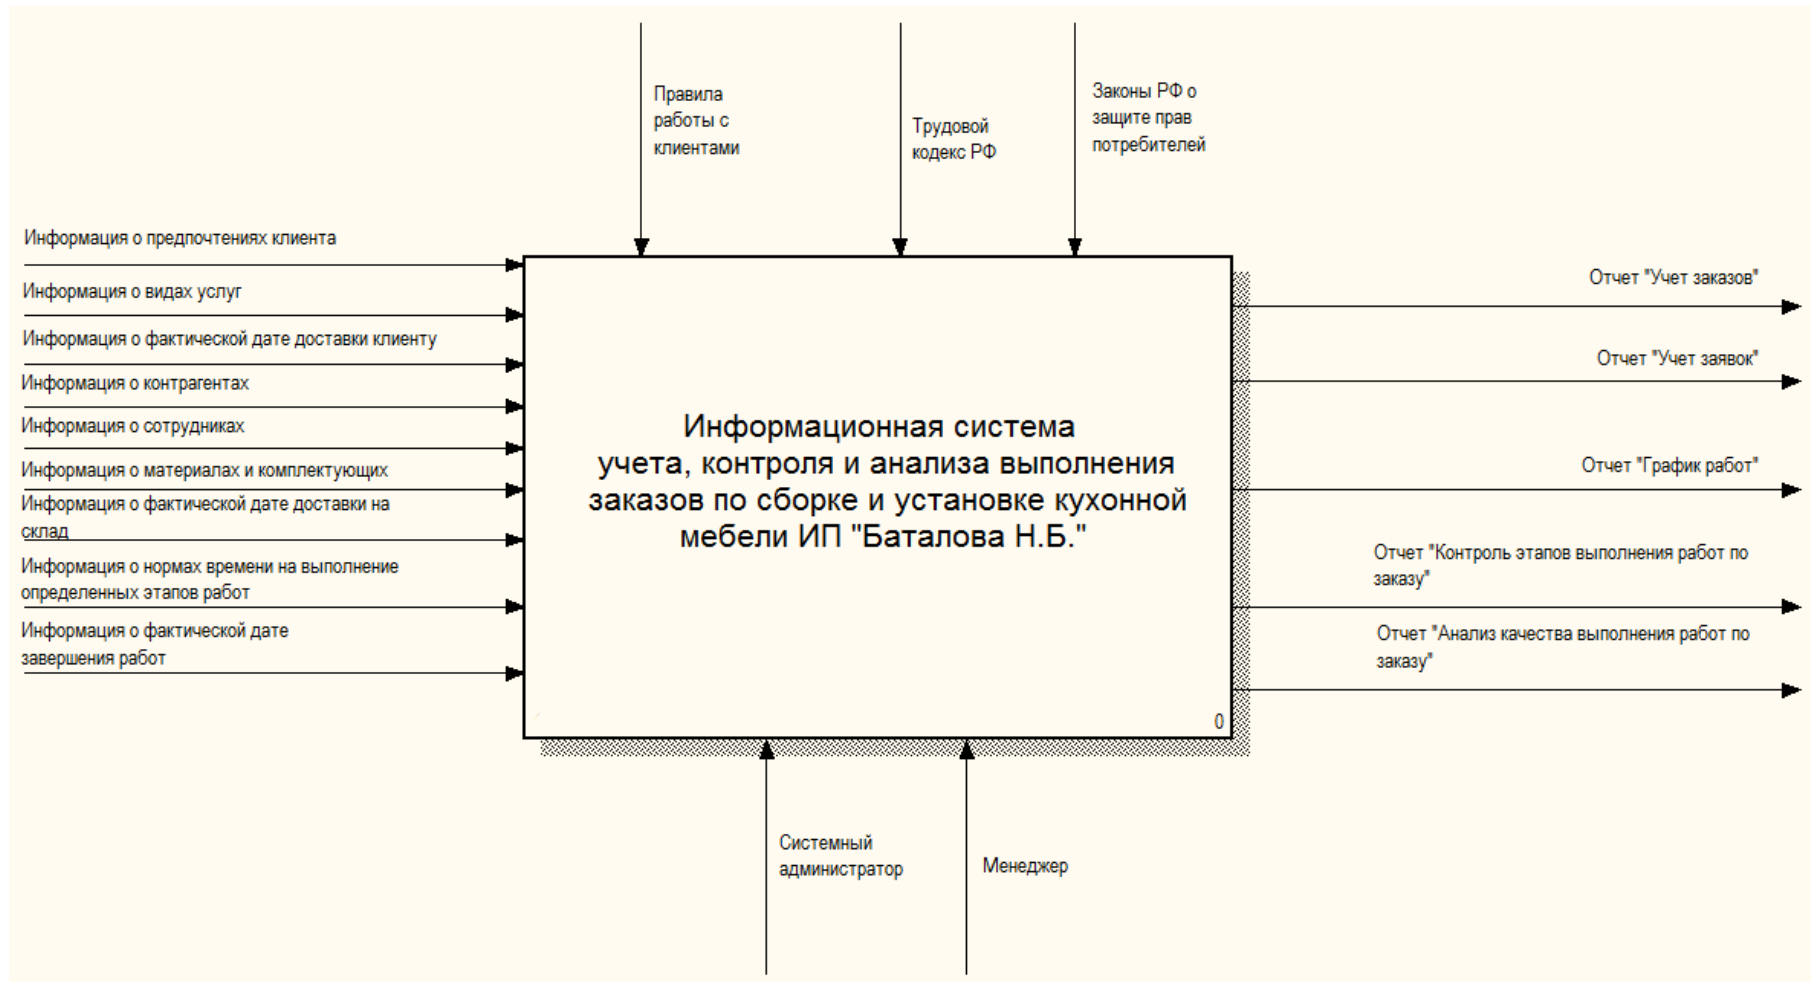 Правила
работы с
клиентами
Трудовой
кодекс РФ
Законы РФ о
защите прав
потребителей
Информация о предпочтениях клиента
Информация о видах услуг
Информация о фактической дате доставки клиенту
Информация о контрагентах
Информация о сотрудниках
Информация о материалах и комплектующих
Информация о фактической дате доставки на
склад
Информация о нормах времени на выполнение
определенных этапов работ
Информация о фактической дате
завершения работ
Информационная система
учета, контроля и анализа выполнения
заказов по сборке и установке кухонной
мебели ИП "Баталова Н.Б."
0
Отчет "Учет заказов"
Отчет "Учет заявок"
Отчет "График работ"
Отчет "Контроль этапов выполнения работ по
заказу"
Отчет "Анализ качества выполнения работ по
заказу"
Системный
администратор
Менеджер